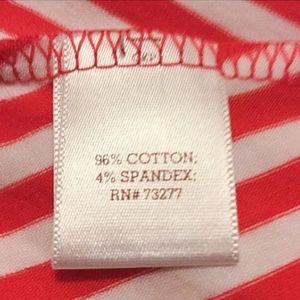 96% COTTON;
4% SPANDEX;
RN# 73277